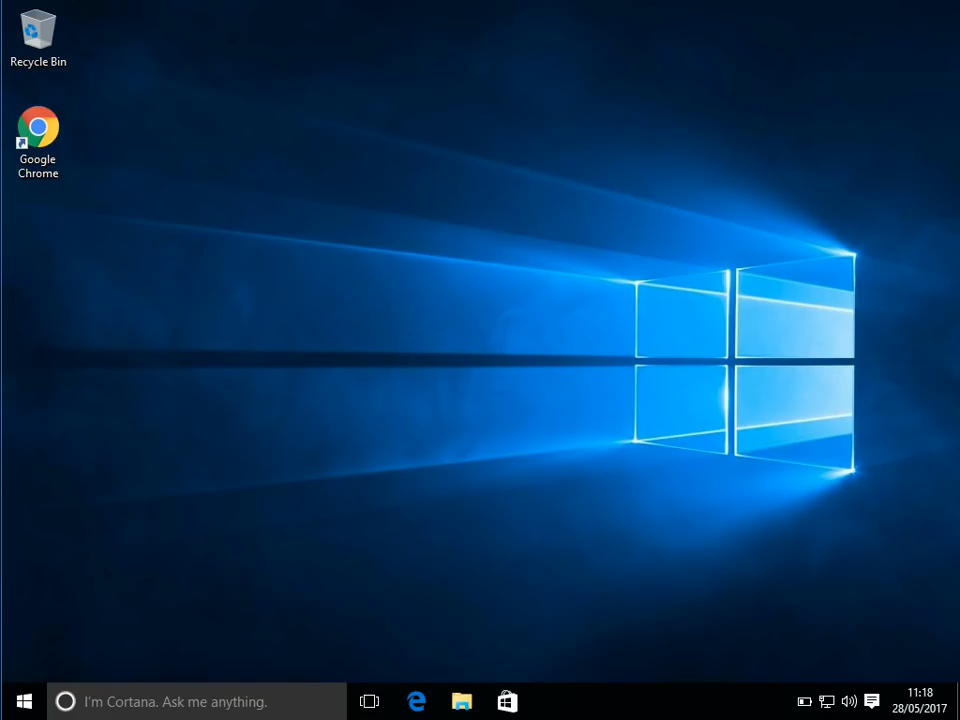 Recycle Bin
Google
Chrome
I'm Cortana. Ask me anything.
11:18
28/05/2017